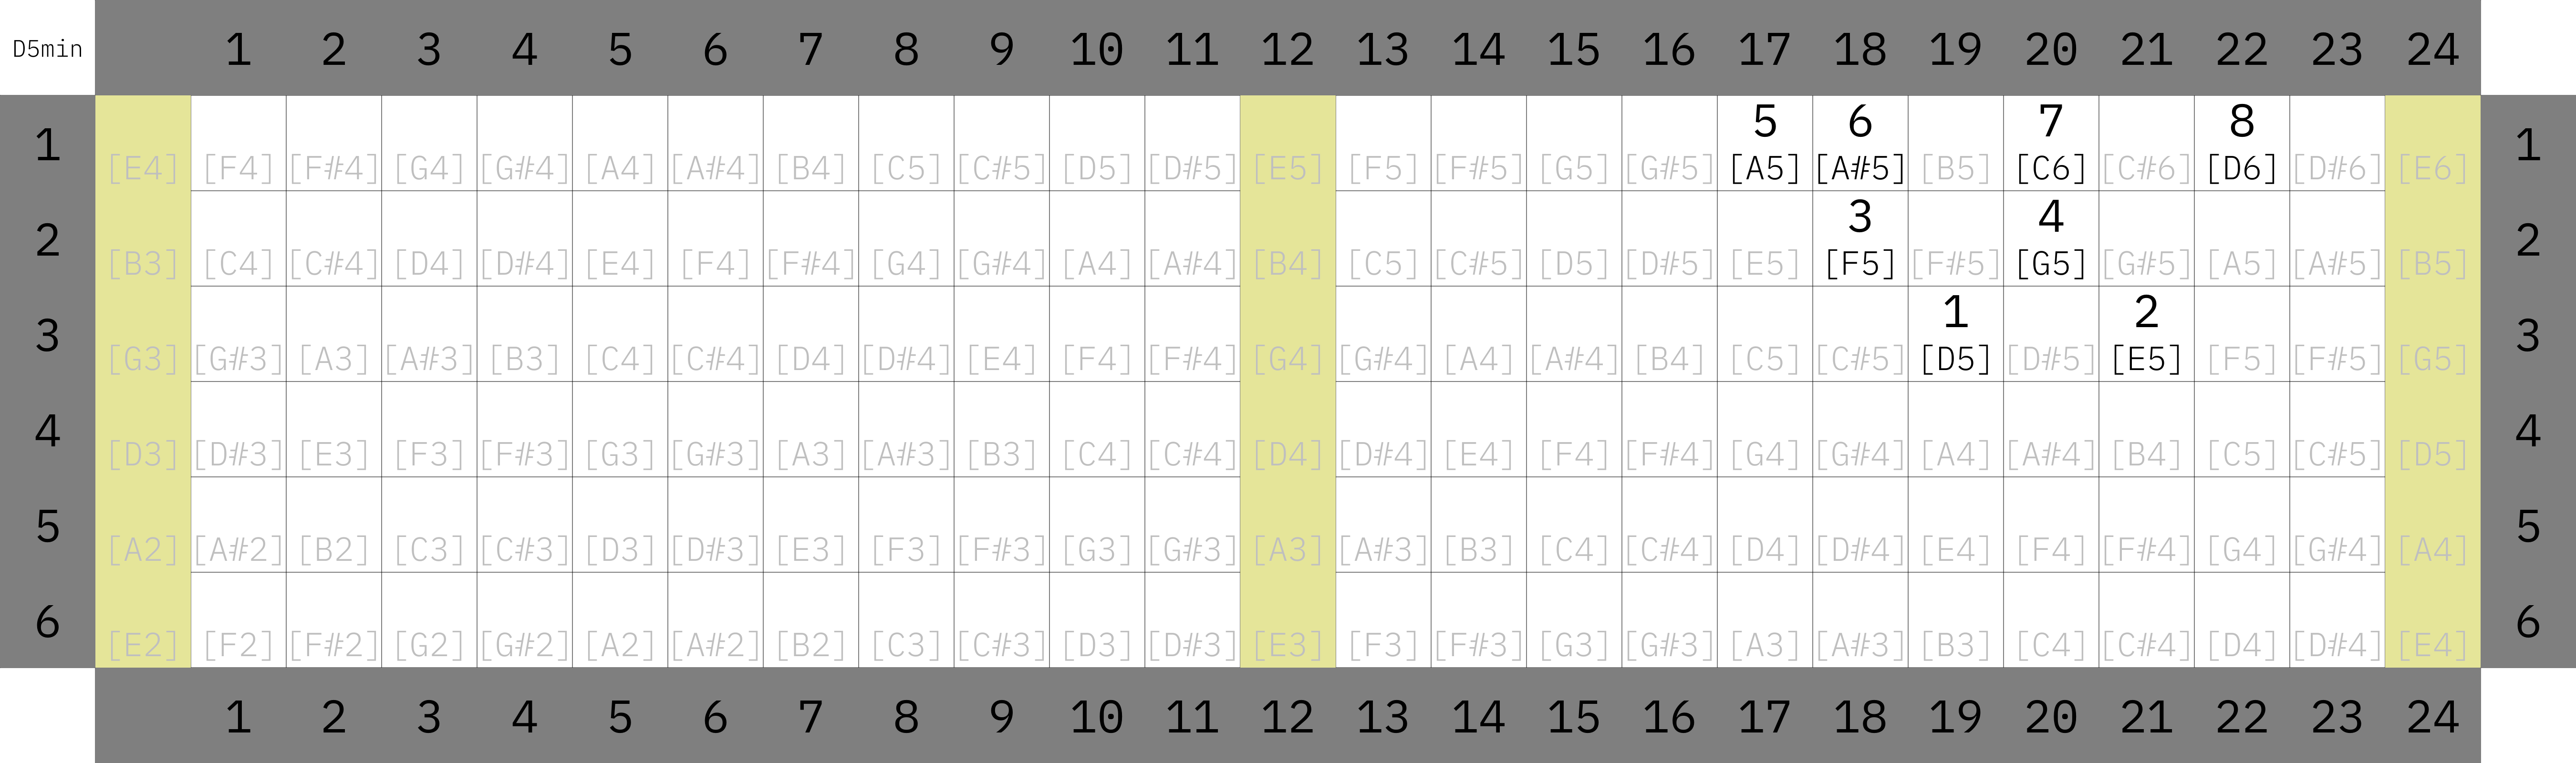 D5min 1 2 3 4 5 6 7 8 9 10 11 12 13 14 15 16 17 18 19 20 21 22 23 24
5 6 7 8
1 [E4] [F4] [F#4] [G4] [G#4] [A4] [A#4] [B4] [C5] [C#5] [D5] [D#5] [E5] [F5] [F#5] [G5] [G#5] [A5] [A#5] [B5] [C6] [C#6] [D6] [D#6] [E6] 1
3 4
2 [B3] [C4] [C#4] [D4] [D#4] [E4] [F4] [F#4] [G4] [G#4] [A4] [A#4] [B4] [C5] [C#5] [D5] [D#5] [E5] [F5] [F#5] [G5] [G#5] [A5] [A#5] [B5] 2
1 2
3 [G3] [G#3] [A3] [A#3] [B3] [C4] [C#4] [D4] [D#4] [E4] [F4] [F#4] [G4] [G#4] [A4] [A#4] [B4] [C5] [C#5] [D5] [D#5] [E5] [F5] [F#5] [G5] 3
4 [D3] [D#3] [E3] [F3] [F#3] [G3] [G#3] [A3] [A#3] [B3] [C4] [C#4] [D4] [D#4] [E4] [F4] [F#4] [G4] [G#4] [A4] [A#4] [B4] [C5] [C#5] [D5] 4
5 [A2] [A#2] [B2] [C3] [C#3] [D3] [D#3] [E3] [F3] [F#3] [G3] [G#3] [A3] [A#3] [B3] [C4] [C#4] [D4] [D#4] [E4] [F4] [F#4] [G4] [G#4] [A4] 5
6 [E2] [F2] [F#2] [G2] [G#2] [A2] [A#2] [B2] [C3] [C#3] [D3] [D#3] [E3] [F3] [F#3] [G3] [G#3] [A3] [A#3] [B3] [C4] [C#4] [D4] [D#4] [E4] 6
1 2 3 4 5 6 7 8 9 10 11 12 13 14 15 16 17 18 19 20 21 22 23 24